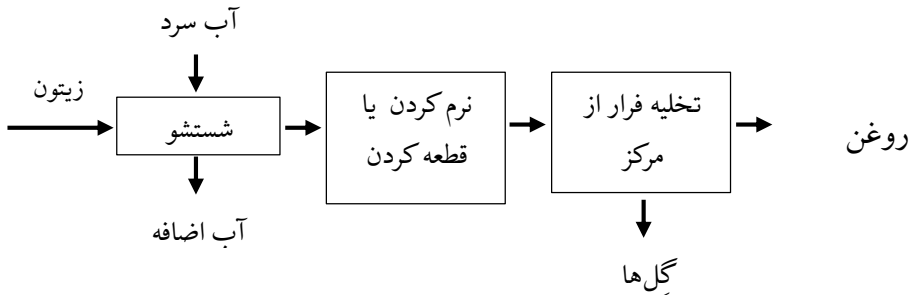 آب سرد
زیتون
شستشو
آب اضافه
نرم کردن یا
قطعه کردن
تخلیه فرار از
مرکز
گِل‌ها
روغن